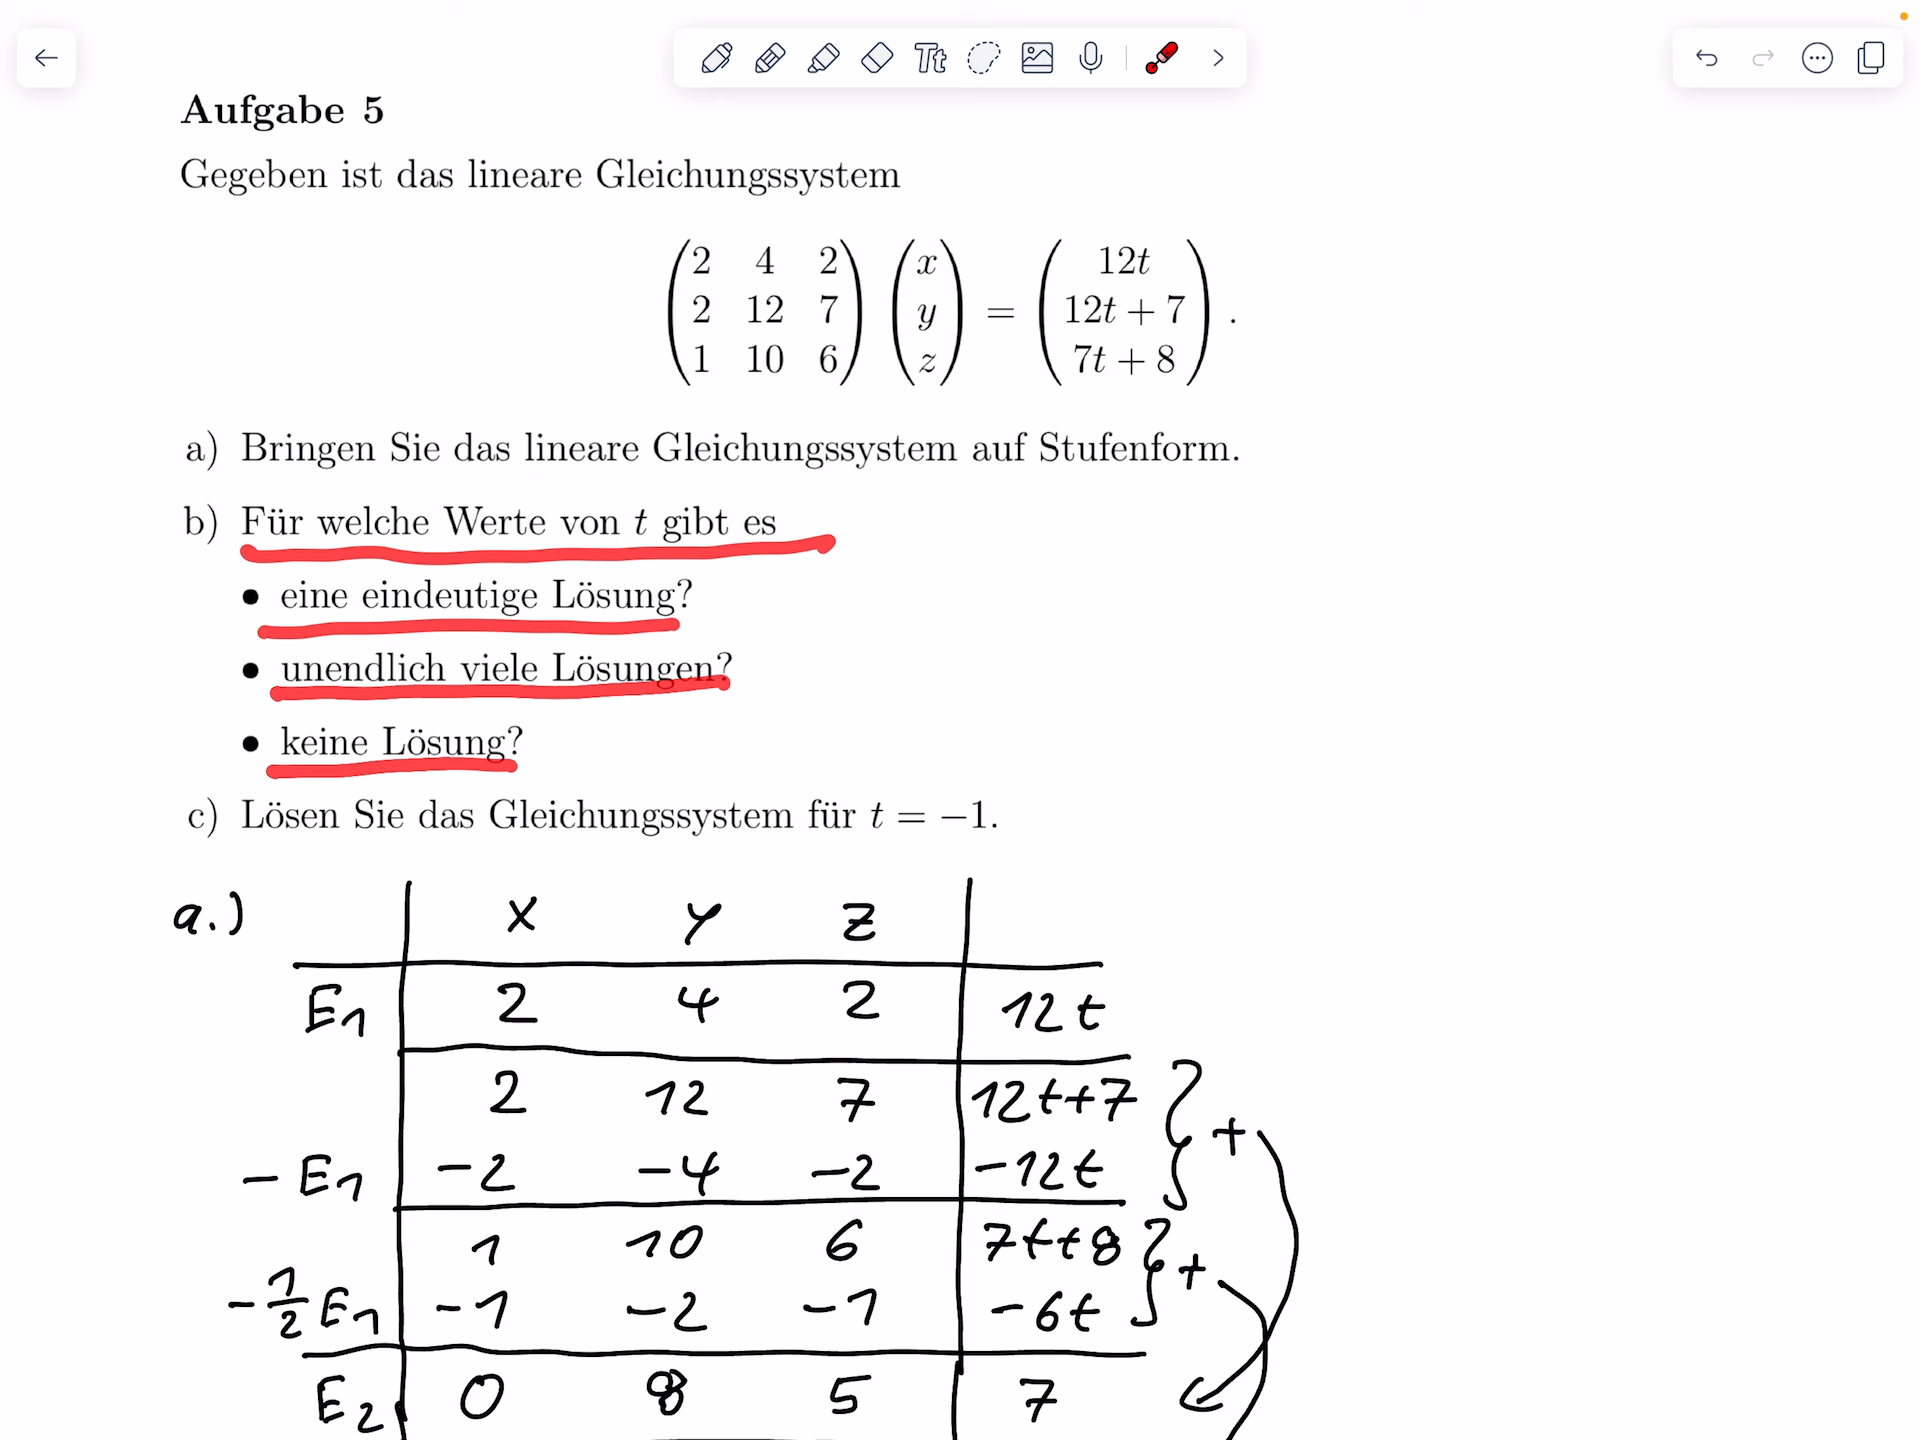 Tt
Aufgabe 5
Gegeben ist das lineare Gleichungssystem
2 4 2 x 12t
2 12 7 y = 12t + 7 .
1 10 6 z 7t + 8
a) Bringen Sie das lineare Gleichungssystem auf Stufenform.
b) Für welche Werte von t gibt es
• eine eindeutige Lösung?
• unendlich viele Lösungen?
• keine Lösung?
c) Lösen Sie das Gleichungssystem für t = −1.
a.) x y z
E1 2 4 2 12t
2 12 7 12t+7
+
-E1 -2 -4 -2 -12t
1 10 6 7t+8
+
-1/2 E1 -1 -2 -1 -6t
E2 0 8 5 7